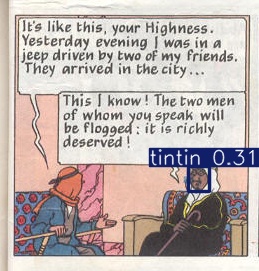 It's like this, your Highness.
Yesterday evening I was in a
jeep driven by two of my friends.
They arrived in the city...
This I know! The two men
of whom you speak will
be flogged: it is richly
deserved!
tintin 0.31